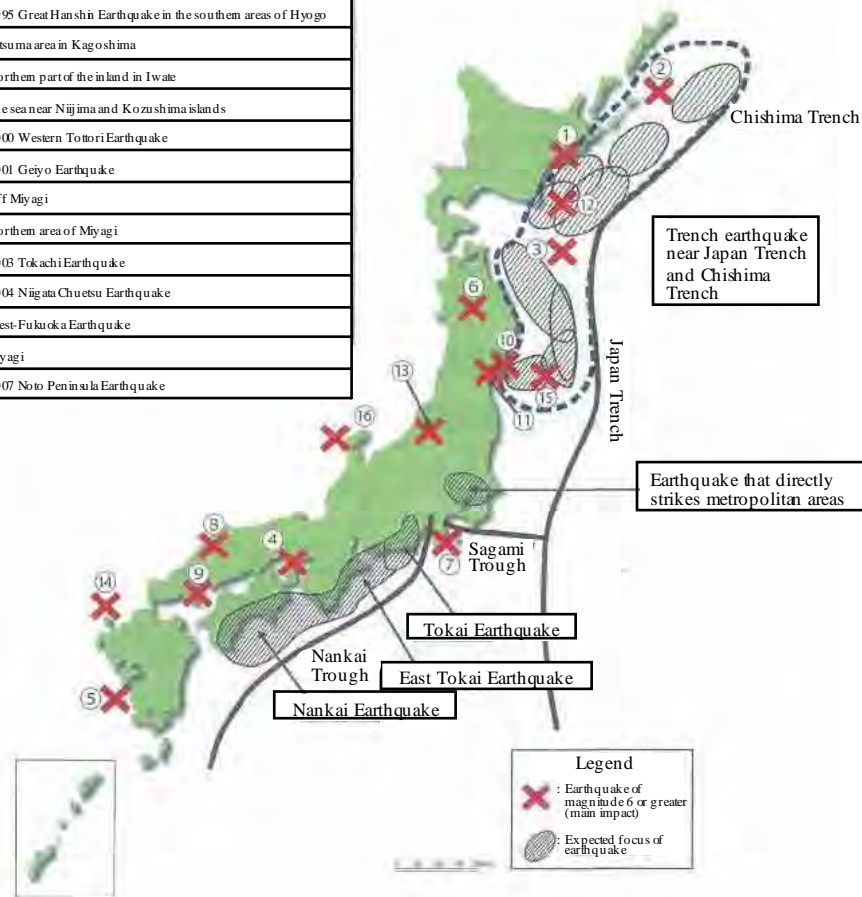 95 Great Hanshin Earthquake in the southern areas of Hyogo
tsuma area in Kagoshima
orthern part of the inland in Iwate
e sea near Niijima and Kozushima islands
00 Western Tottori Earthquake
01 Geiyo Earthquake
ff Miyagi
orthern area of Miyagi
003 Tokachi Earthquake
004 Niigata Chuetsu Earthquake
est-Fukuoka Earthquake
yagi
007 Noto Peninsula Earthquake
②
Chishima Trench
①
⑫
③
Trench earthquake
near Japan Trench
and Chishima
Trench
⑥
⑩
Japan Trench
⑬
⑮
⑪
⑯
Earthquake that directly
strikes metropolitan areas
⑧
④
⑦
Sagami
Trough
⑨
⑭
Tokai Earthquake
Nankai
Trough
East Tokai Earthquake
⑤
Nankai Earthquake
Legend
: Earthquake of
magnitude 6 or greater
(main impact)
: Expected focus of
earthquake